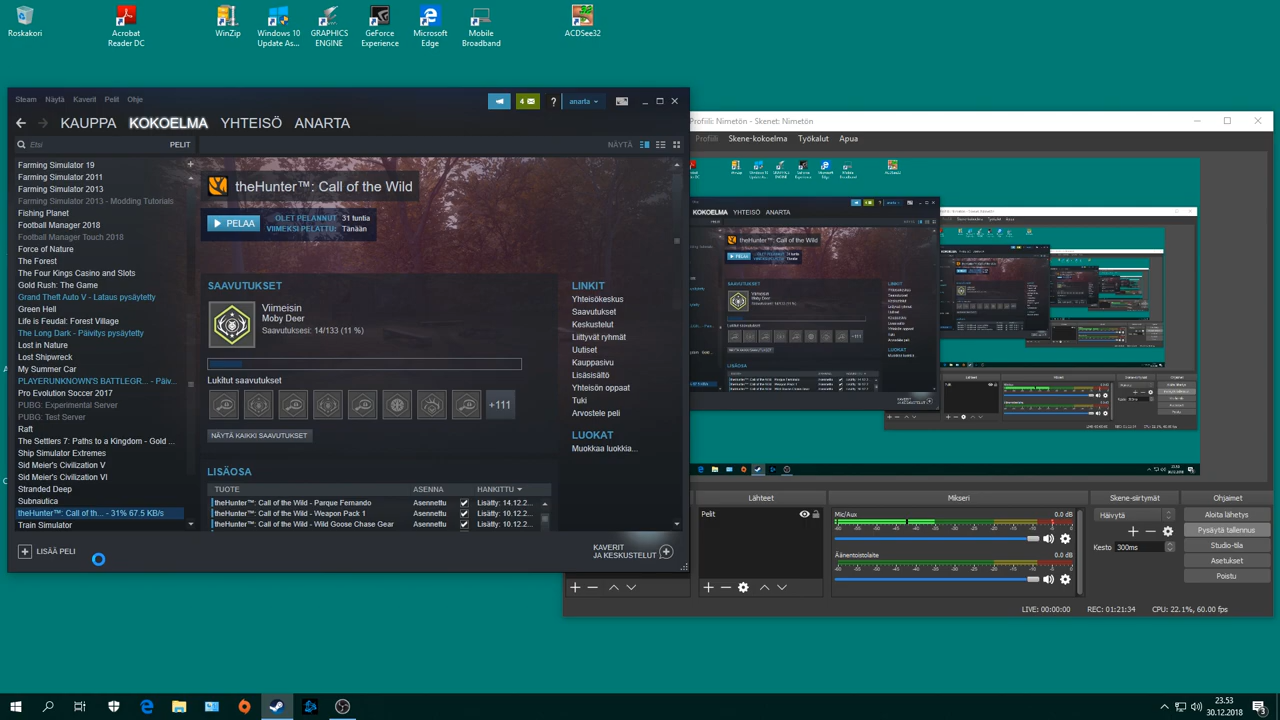 Roskakori
Acrobat Reader DC
WinZip
Windows 10 Update As...
GRAPHICS ENGINE
GeForce Experience
Microsoft Edge
Mobile Broadband
ACDSee32
Steam Näytä Kaverit Pelit Ohje
4
?
anarta
KAUPPA KOKOELMA YHTEISÖ ANARTA
Etsi
PELIT
NÄYTÄ
Farming Simulator 19
Farming Simulator 2011
Farming Simulator 2013
Farming Simulator 2013 - Modding Tutorials
Fishing Planet
Football Manager 2018
Football Manager Touch 2018
Force of Nature
The Forest
The Four Kings Casino and Slots
Gold Rush: The Game
Grand Theft Auto V - Lataus pysäytetty
Green Hell
Life is Feudal: Forest Village
The Long Dark - Päivitys pysäytetty
Lost in Nature
Lost Shipwreck
My Summer Car
PLAYERUNKNOWN'S BATTLEGR... - Päiv...
Pro Evolution Soccer 2017
PUBG: Experimental Server
PUBG: Test Server
Raft
The Settlers 7: Paths to a Kingdom - Gold ...
Ship Simulator Extremes
Sid Meier's Civilization V
Sid Meier's Civilization VI
Stranded Deep
Subnautica
theHunter™: Call of th... - 31% 67.5 KB/s
Train Simulator
LISÄÄ PELI
theHunter™: Call of the Wild
PELAA
OLET PELANNUT 31 tuntia
VIIMEKSI PELATTU: Tänään
SAAVUTUKSET
Viimeisin
Moby Deer
Saavutuksesi: 14/133 (11 %)
Lukitut saavutukset
+111
NÄYTÄ KAIKKI SAAVUTUKSET
LISÄOSA
TUOTE ASENNA HANKITTU
theHunter™: Call of the Wild - Parque Fernando Asennettu Lisätty: 14.12.2...
theHunter™: Call of the Wild - Weapon Pack 1 Asennettu Lisätty: 10.12.2...
theHunter™: Call of the Wild - Wild Goose Chase Gear Asennettu Lisätty: 10.12.2...
LINKIT
Yhteisökeskus
Saavutukset
Keskustelut
Liittyvät ryhmät
Uutiset
Kauppasivu
Lisäsisältö
Yhteisön oppaat
Tuki
Arvostele peli
LUOKAT
Muokkaa luokkia...
KAVERIT
JA KESKUSTELUT
Profiili: Nimetön - Skenet: Nimetön
Profiili Skene-kokoelma Työkalut Apua
Lähteet
Pelit
Mikseri
Mic/Aux
0.0 dB
Äänentoistolaite
0.0 dB
Skene-siirtymät
Häivytä
Kesto 300ms
Ohjaimet
Aloita lähetys
Pysäytä tallennus
Studio-tila
Asetukset
Poistu
LIVE: 00:00:00 REC: 01:21:34 CPU: 22.1%, 60.00 fps
23.53
30.12.2018
3